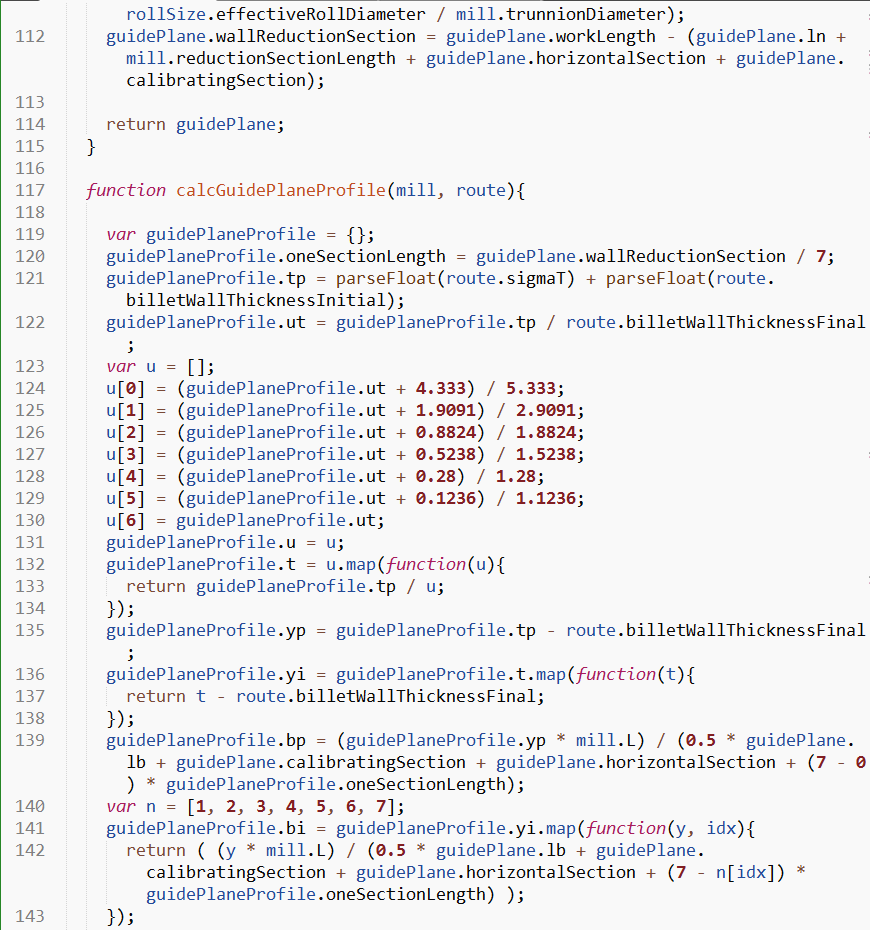 rollSize.effectiveRollDiameter / mill.trunnionDiameter);
112 guidePlane.wallReductionSection = guidePlane.workLength - (guidePlane.ln +
mill.reductionSectionLength + guidePlane.horizontalSection + guidePlane.
calibratingSection);
113
114 return guidePlane;
115 }
116
117 function calcGuidePlaneProfile(mill, route){
118
119 var guidePlaneProfile = {};
120 guidePlaneProfile.oneSectionLength = guidePlane.wallReductionSection / 7;
121 guidePlaneProfile.tp = parseFloat(route.sigmaT) + parseFloat(route.
billetWallThicknessInitial);
122 guidePlaneProfile.ut = guidePlaneProfile.tp / route.billetWallThicknessFinal
;
123 var u = [];
124 u[0] = (guidePlaneProfile.ut + 4.333) / 5.333;
125 u[1] = (guidePlaneProfile.ut + 1.9091) / 2.9091;
126 u[2] = (guidePlaneProfile.ut + 0.8824) / 1.8824;
127 u[3] = (guidePlaneProfile.ut + 0.5238) / 1.5238;
128 u[4] = (guidePlaneProfile.ut + 0.28) / 1.28;
129 u[5] = (guidePlaneProfile.ut + 0.1236) / 1.1236;
130 u[6] = guidePlaneProfile.ut;
131 guidePlaneProfile.u = u;
132 guidePlaneProfile.t = u.map(function(u){
133 return guidePlaneProfile.tp / u;
134 });
135 guidePlaneProfile.yp = guidePlaneProfile.tp - route.billetWallThicknessFinal
;
136 guidePlaneProfile.yi = guidePlaneProfile.t.map(function(t){
137 return t - route.billetWallThicknessFinal;
138 });
139 guidePlaneProfile.bp = (guidePlaneProfile.yp * mill.L) / (0.5 * guidePlane.
lb + guidePlane.calibratingSection + guidePlane.horizontalSection + (7 - 0
) * guidePlaneProfile.oneSectionLength);
140 var n = [1, 2, 3, 4, 5, 6, 7];
141 guidePlaneProfile.bi = guidePlaneProfile.yi.map(function(y, idx){
142 return ( (y * mill.L) / (0.5 * guidePlane.lb + guidePlane.
calibratingSection + guidePlane.horizontalSection + (7 - n[idx]) *
guidePlaneProfile.oneSectionLength) );
143 });